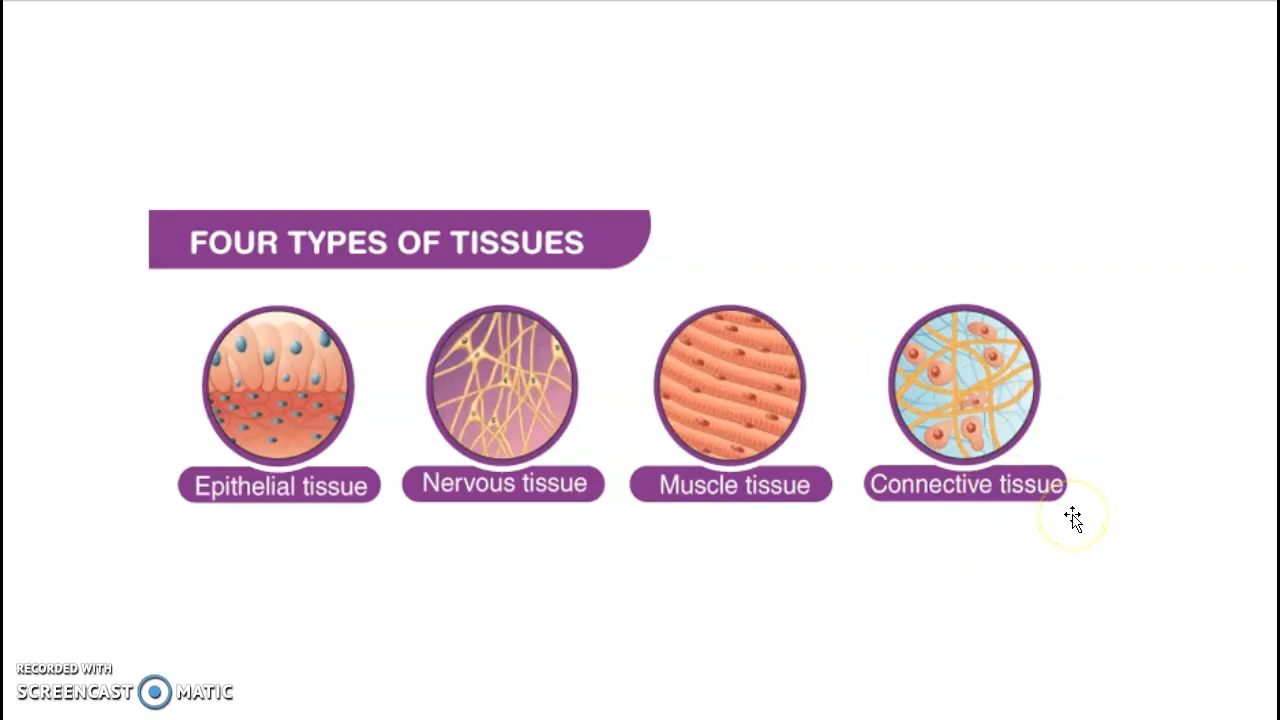 FOUR TYPES OF TISSUES
Epithelial tissue
Nervous tissue
Muscle tissue
Connective tissue
RECORDED WITH
SCREENCAST MATIC